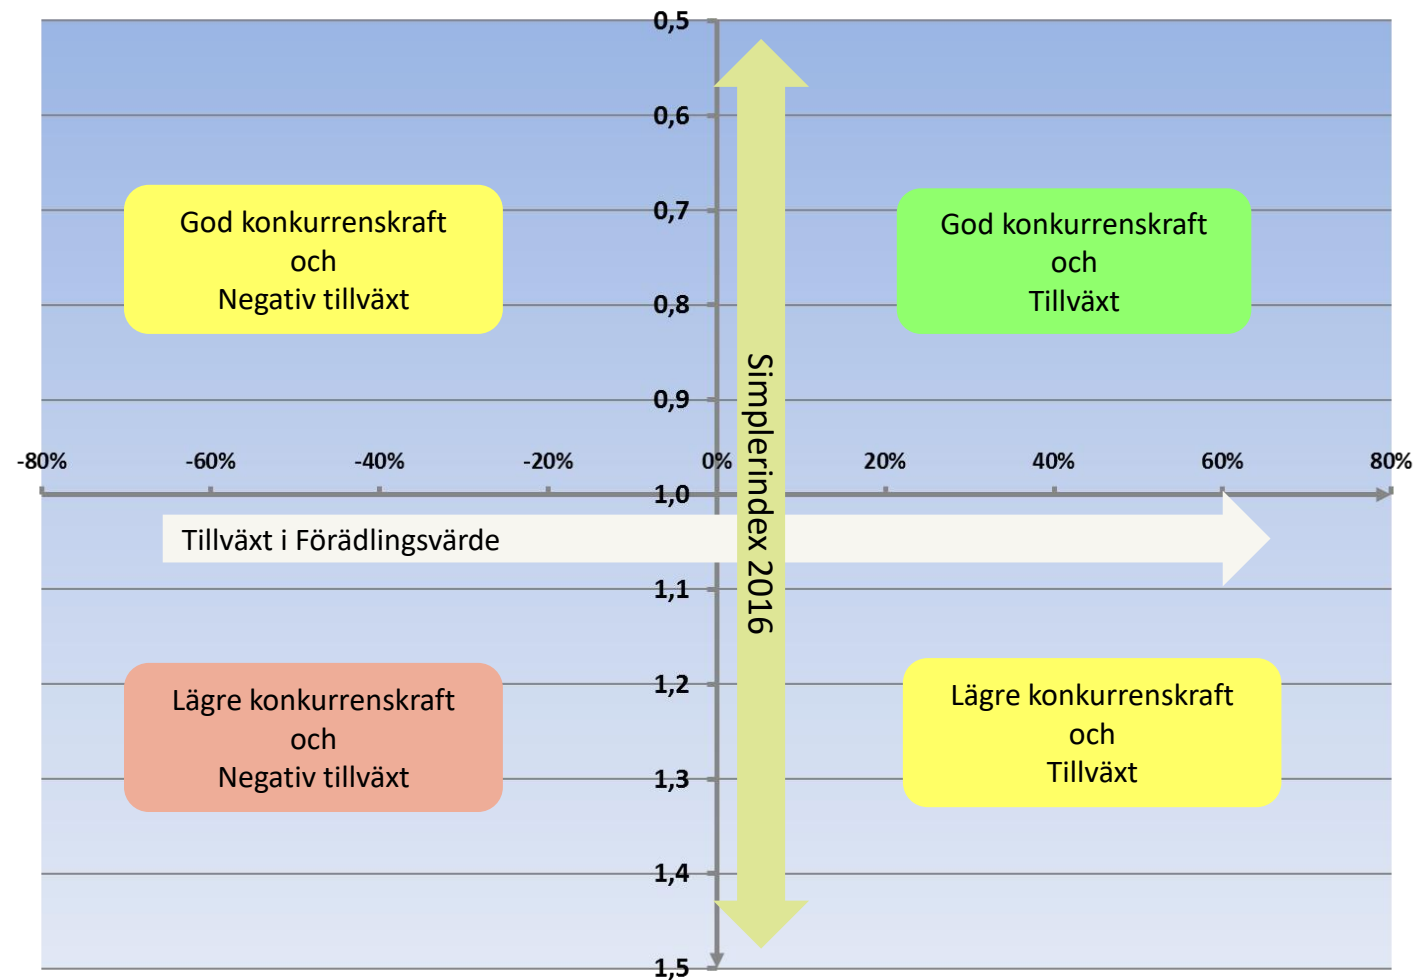 0,5
0,6
God konkurrenskraft
och
Negativ tillväxt
0,7
God konkurrenskraft
och
Tillväxt
0,8
0,9
-80% -60% -40% -20% 0% 20% 40% 60% 80%
1,0
Simplerindex 2016
Tillväxt i Förädlingsvärde
1,1
Lägre konkurrenskraft
och
Negativ tillväxt
1,2
Lägre konkurrenskraft
och
Tillväxt
1,3
1,4
1,5